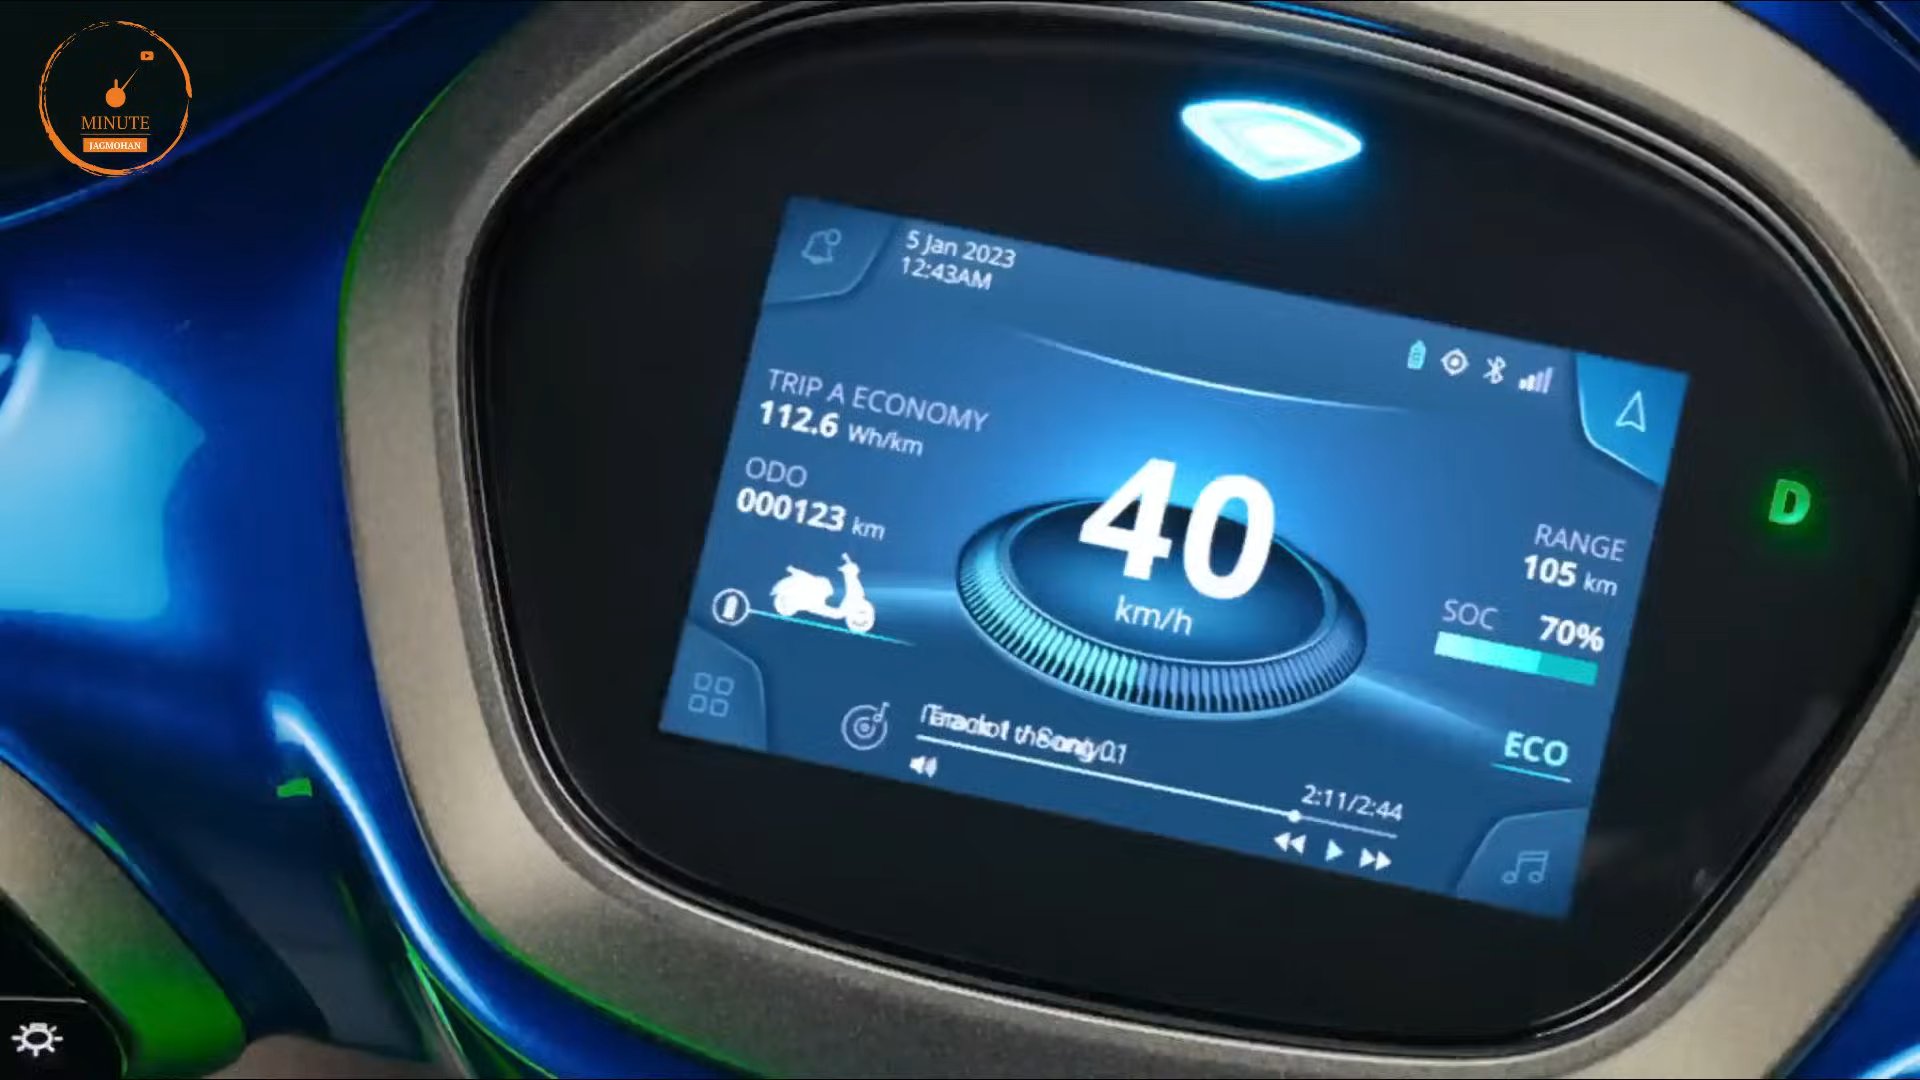 MINUTE
JAGMOHAN
5 Jan 2023
12:43AM
TRIP A ECONOMY
112.6 Wh/km
ODO
000123 km
40
km/h
D
RANGE
105 km
SOC 70%
ECO
2:11/2:44